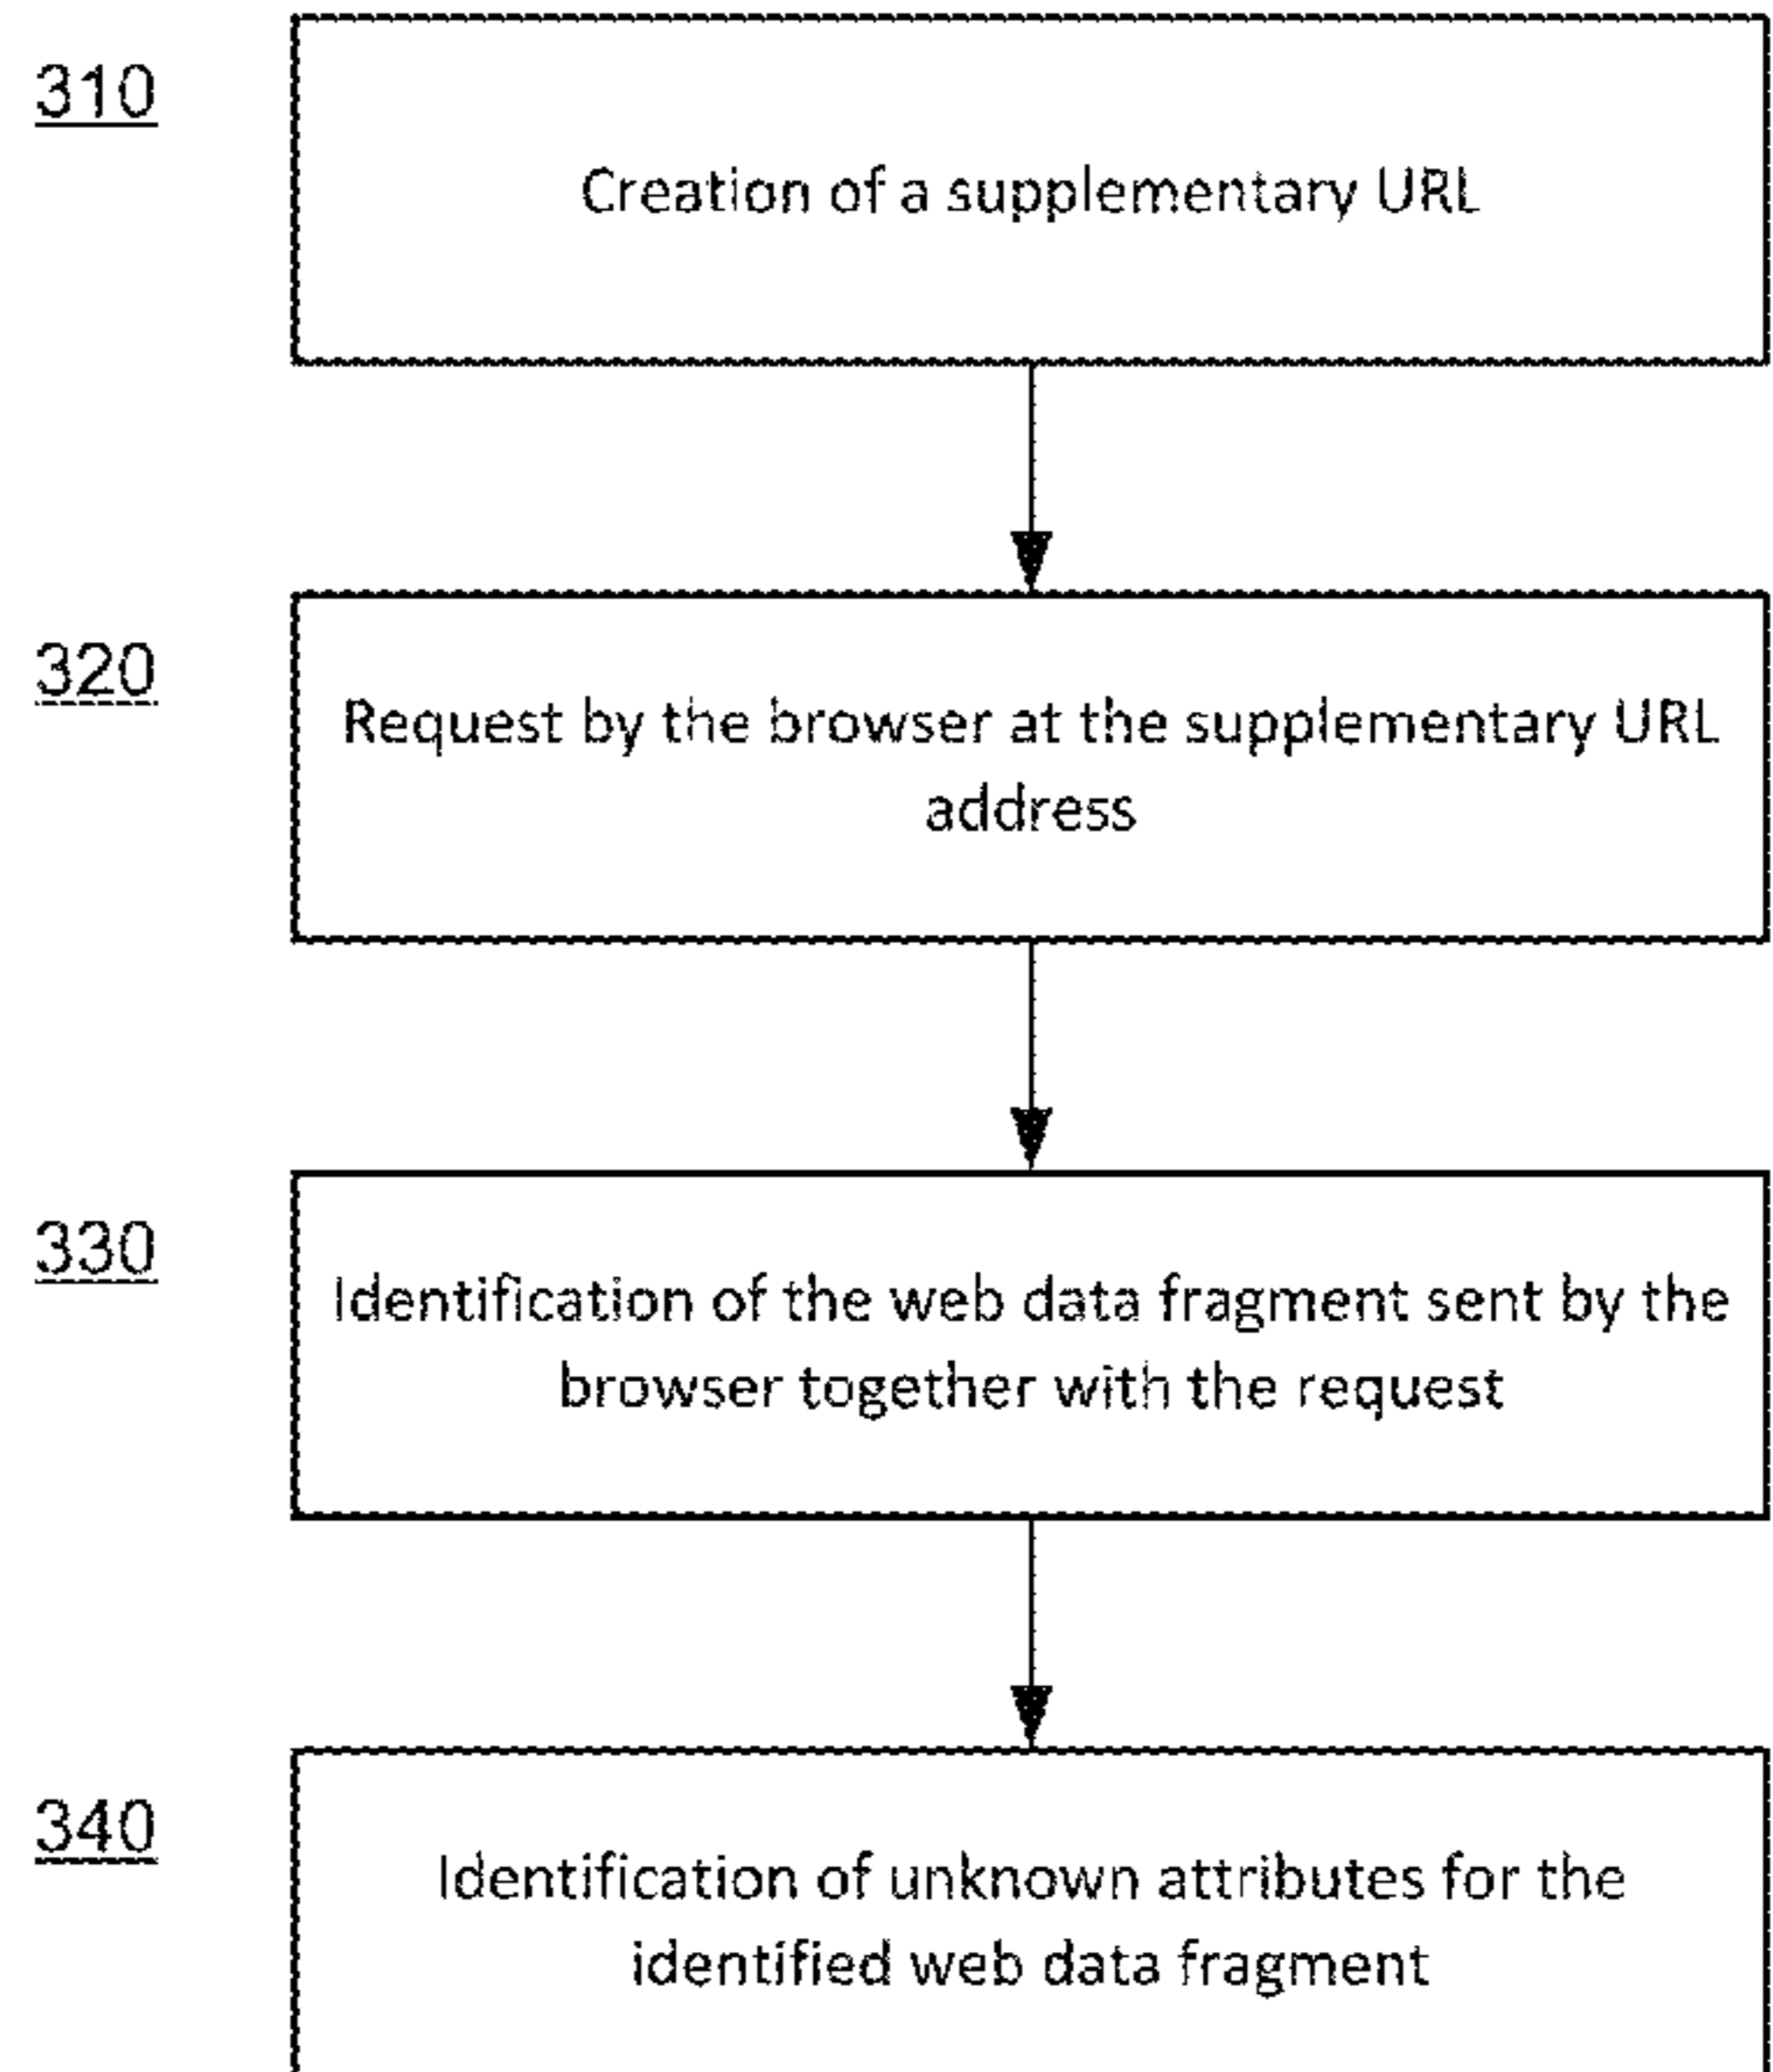 310
Creation of a supplementary URL
320
Request by the browser at the supplementary URL
address
330
Identification of the web data fragment sent by the
browser together with the request
340
Identification of unknown attributes for the
identified web data fragment